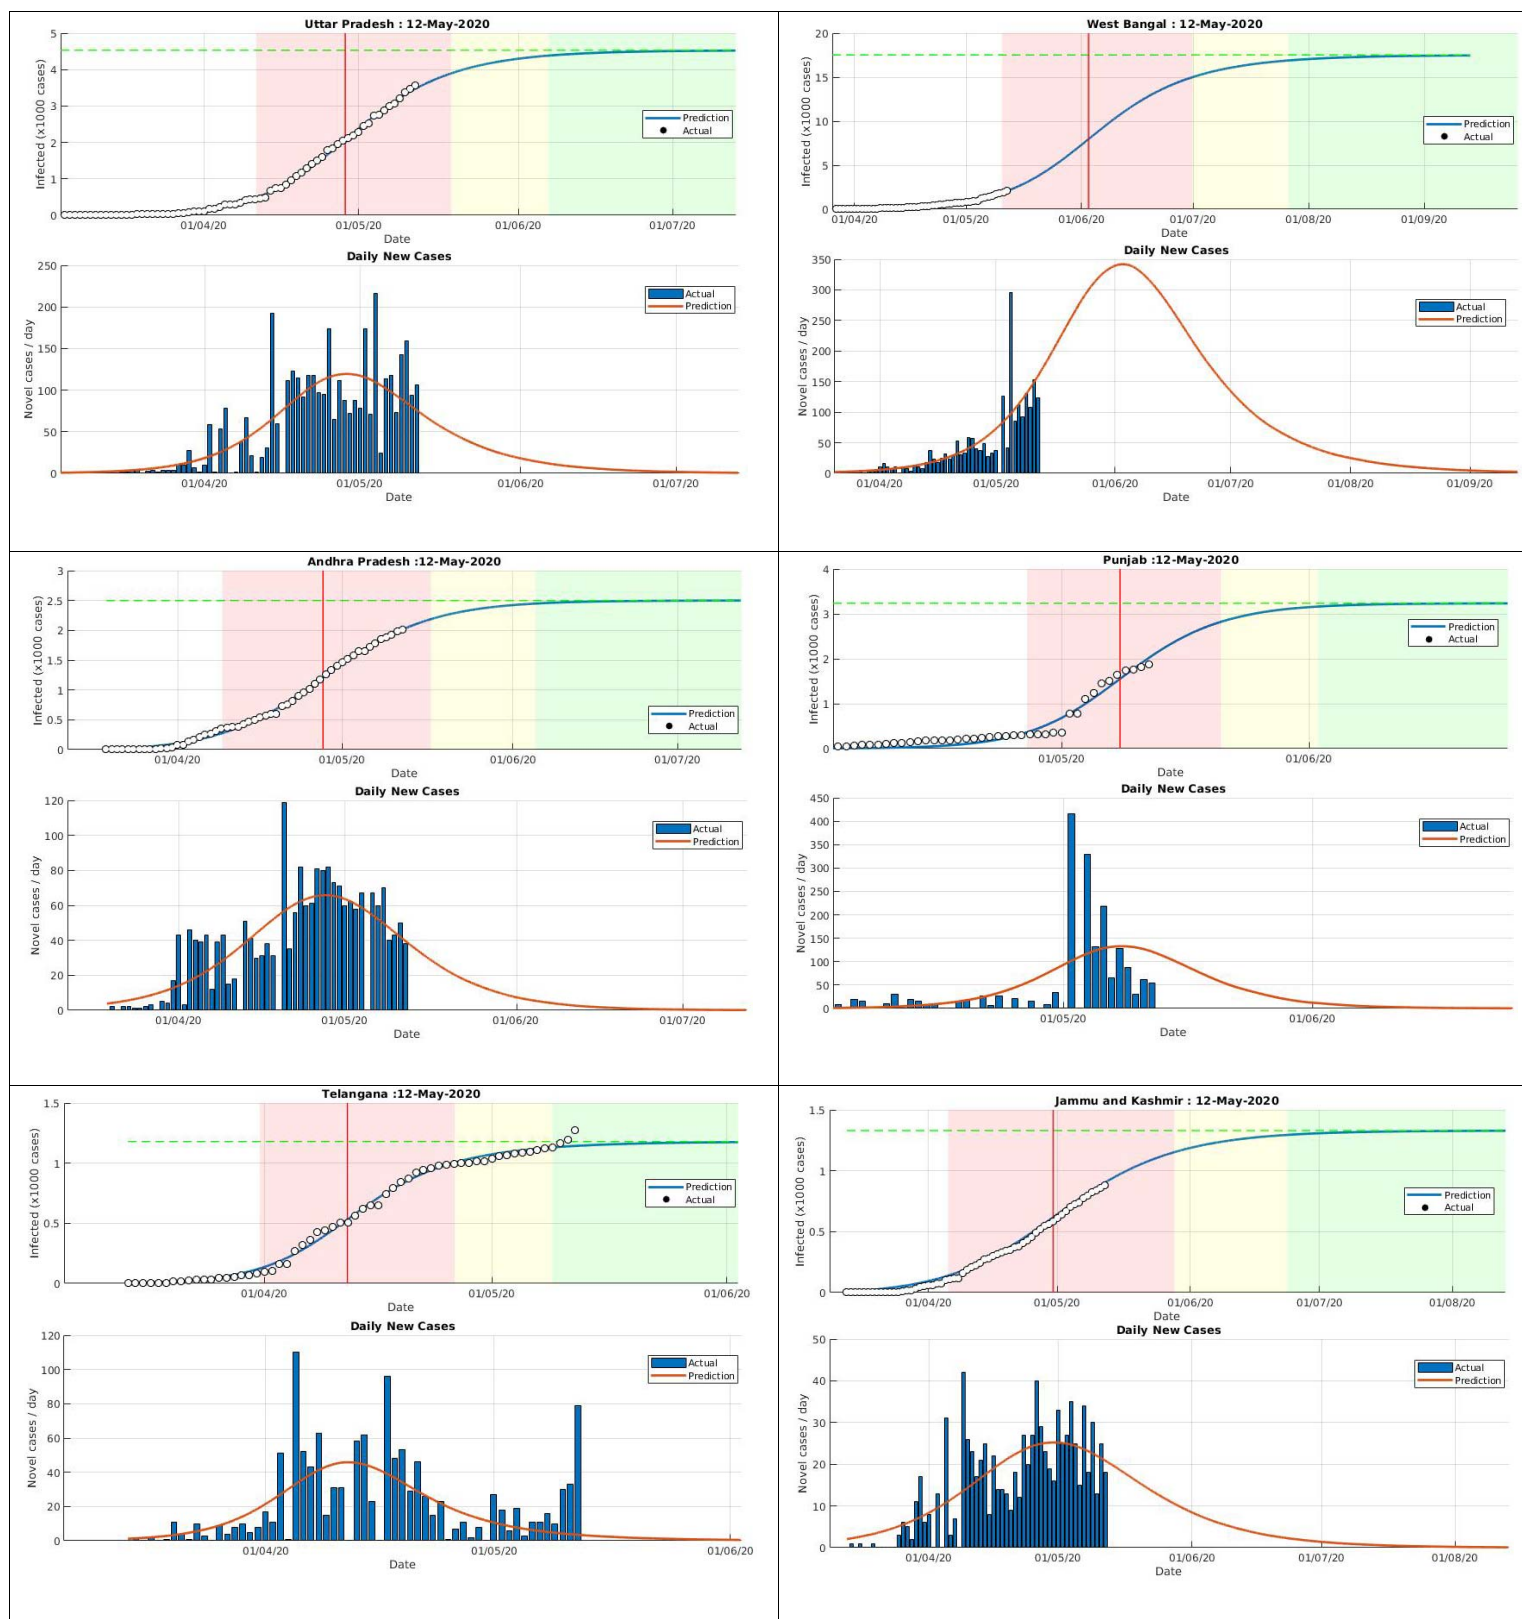 Uttar Pradesh : 12-May-2020
Infected (x1000 cases)
5
4
3
2
1
0
Prediction
Actual
01/04/20 01/05/20 01/06/20 01/07/20
Date
Daily New Cases
Novel cases / day
250
200
150
100
50
0
Actual
Prediction
01/04/20 01/05/20 01/06/20 01/07/20
Date
West Bangal : 12-May-2020
Infected (x1000 cases)
20
15
10
5
0
Prediction
Actual
01/04/20 01/05/20 01/06/20 01/07/20 01/08/20 01/09/20
Date
Daily New Cases
Novel cases / day
350
300
250
200
150
100
50
0
Actual
Prediction
01/04/20 01/05/20 01/06/20 01/07/20 01/08/20 01/09/20
Date
Andhra Pradesh :12-May-2020
Infected (x1000 cases)
3
2.5
2
1.5
1
0.5
0
Prediction
Actual
01/04/20 01/05/20 01/06/20 01/07/20
Date
Daily New Cases
Novel cases / day
120
100
80
60
40
20
0
Actual
Prediction
01/04/20 01/05/20 01/06/20 01/07/20
Date
Punjab :12-May-2020
Infected (x1000 cases)
4
3
2
1
0
Prediction
Actual
01/05/20 01/06/20
Date
Daily New Cases
Novel cases / day
450
400
350
300
250
200
150
100
50
0
Actual
Prediction
01/05/20 01/06/20
Date
Telangana :12-May-2020
Infected (x1000 cases)
1.5
1
0.5
0
Prediction
Actual
01/04/20 01/05/20 01/06/20
Date
Daily New Cases
Novel cases / day
120
100
80
60
40
20
0
Actual
Prediction
01/04/20 01/05/20 01/06/20
Date
Jammu and Kashmir : 12-May-2020
Infected (x1000 cases)
1.5
1
0.5
0
Prediction
Actual
01/04/20 01/05/20 01/06/20 01/07/20 01/08/20
Date
Daily New Cases
Novel cases / day
50
40
30
20
10
0
Actual
Prediction
01/04/20 01/05/20 01/06/20 01/07/20 01/08/20
Date